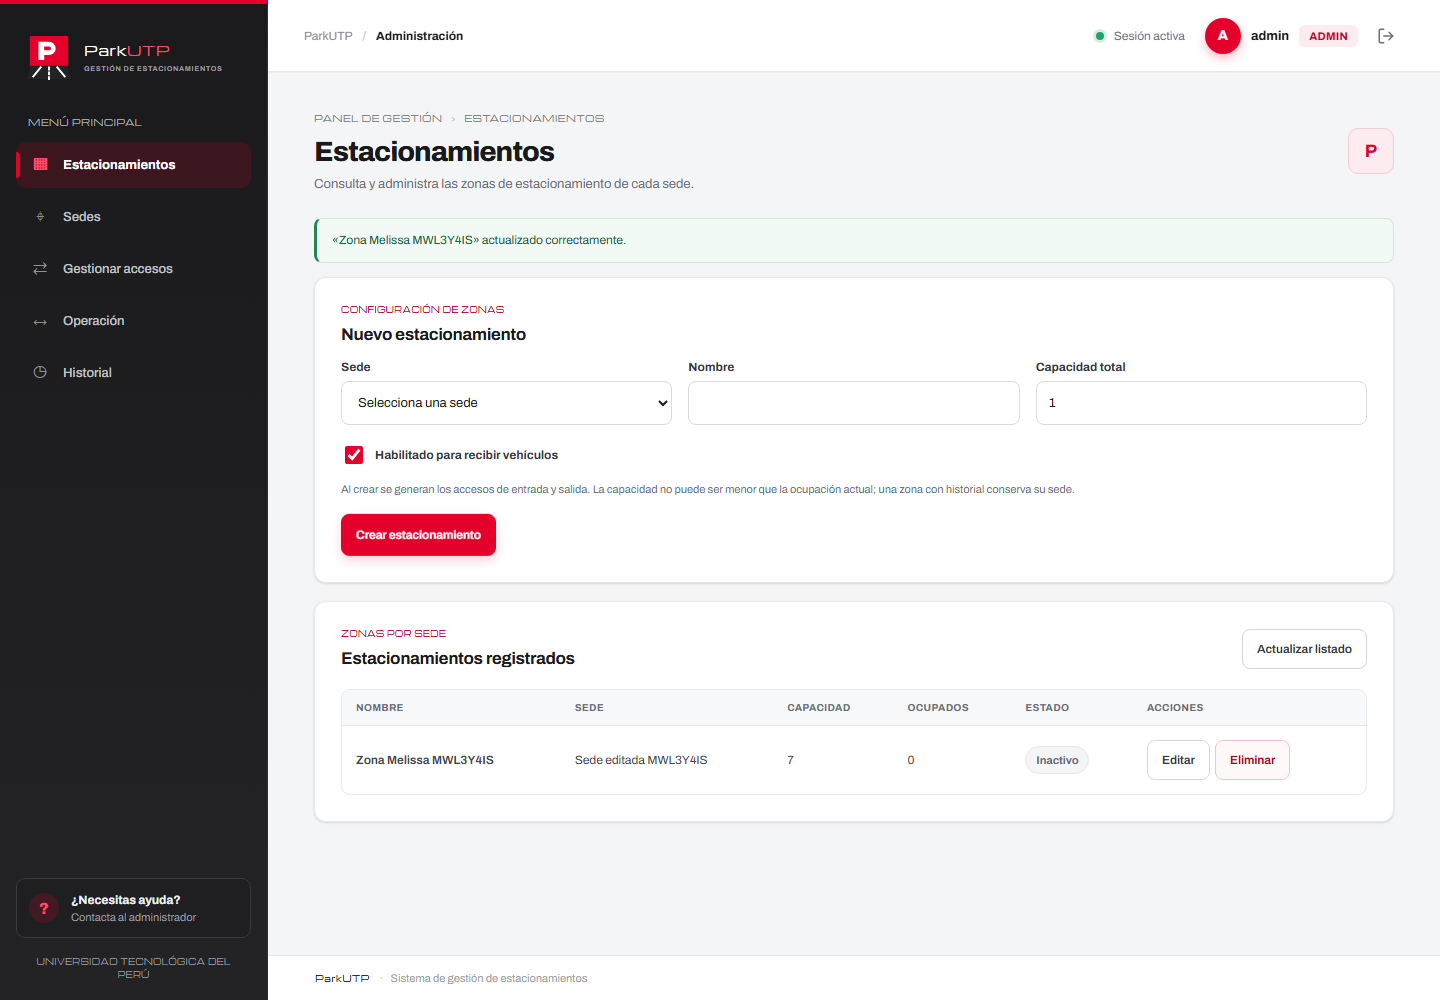 P
ParkUTP
GESTIÓN DE ESTACIONAMIENTOS
MENÚ PRINCIPAL
Estacionamientos
Sedes
Gestionar accesos
Operación
Historial
?
¿Necesitas ayuda?
Contacta al administrador
UNIVERSIDAD TECNOLÓGICA DEL
PERÚ
ParkUTP / Administración
Sesión activa
A
admin
ADMIN
PANEL DE GESTIÓN › ESTACIONAMIENTOS
Estacionamientos
Consulta y administra las zonas de estacionamiento de cada sede.
P
«Zona Melissa MWL3Y4IS» actualizado correctamente.
CONFIGURACIÓN DE ZONAS
Nuevo estacionamiento
Sede Nombre Capacidad total
Selecciona una sede 1
Habilitado para recibir vehículos
Al crear se generan los accesos de entrada y salida. La capacidad no puede ser menor que la ocupación actual; una zona con historial conserva su sede.
Crear estacionamiento
ZONAS POR SEDE
Estacionamientos registrados
Actualizar listado
NOMBRE SEDE CAPACIDAD OCUPADOS ESTADO ACCIONES
Zona Melissa MWL3Y4IS Sede editada MWL3Y4IS 7 0 Inactivo Editar Eliminar
ParkUTP · Sistema de gestión de estacionamientos